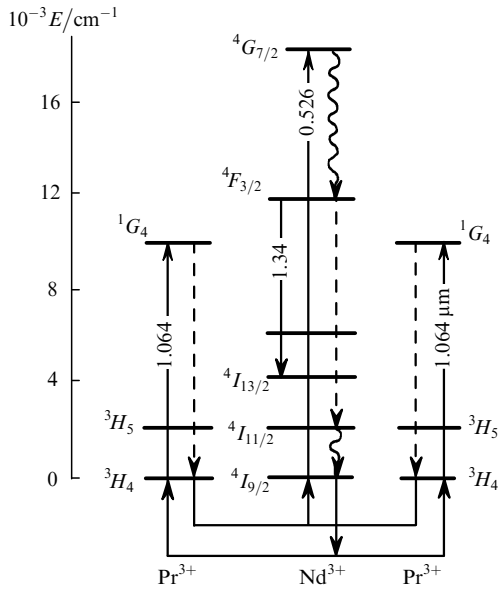 10⁻³ E/cm⁻¹
⁴G₇/₂
16
0.526
12
⁴F₃/₂
¹G₄
¹G₄
8
1.34
1.064
1.064 μm
4
⁴I₁₃/₂
³H₅
⁴I₁₁/₂
³H₅
0
³H₄
⁴I₉/₂
³H₄
Pr³⁺
Nd³⁺
Pr³⁺